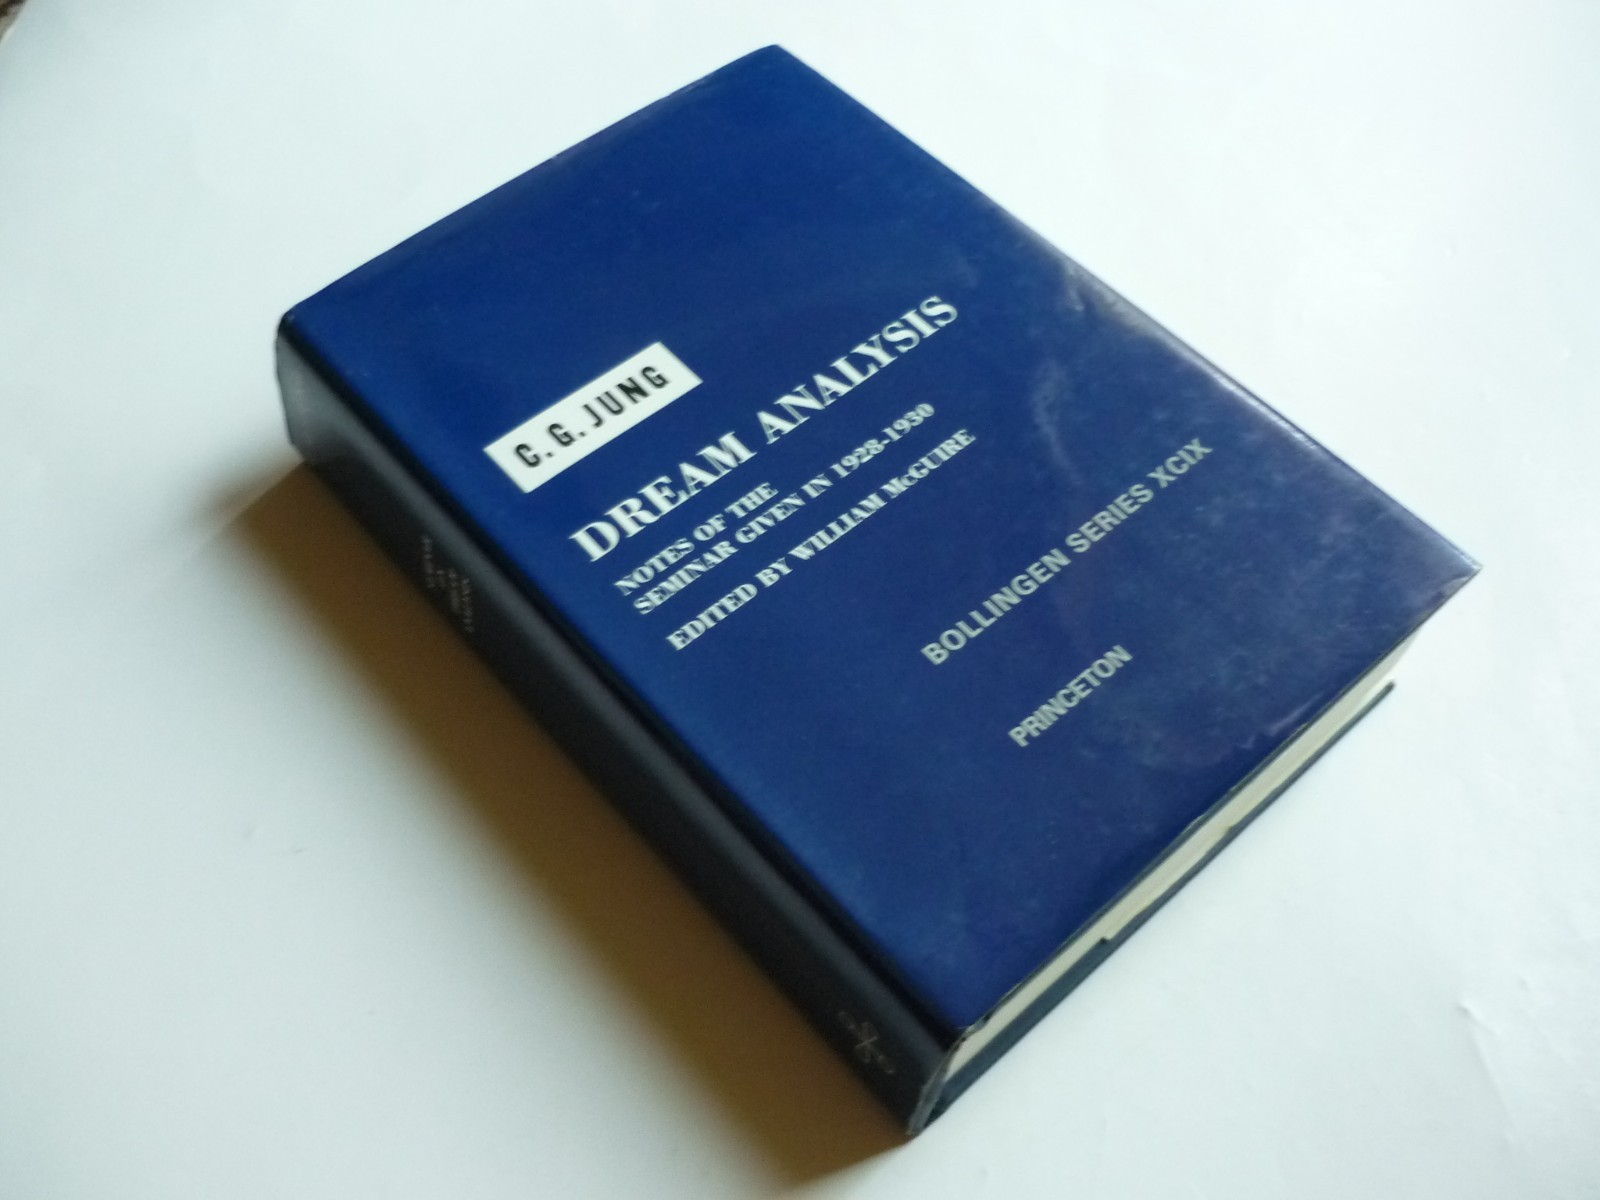 C. G. JUNG
DREAM ANALYSIS
NOTES OF THE
SEMINAR GIVEN IN 1928-1930
EDITED BY WILLIAM McGUIRE
BOLLINGEN SERIES XCIX
PRINCETON